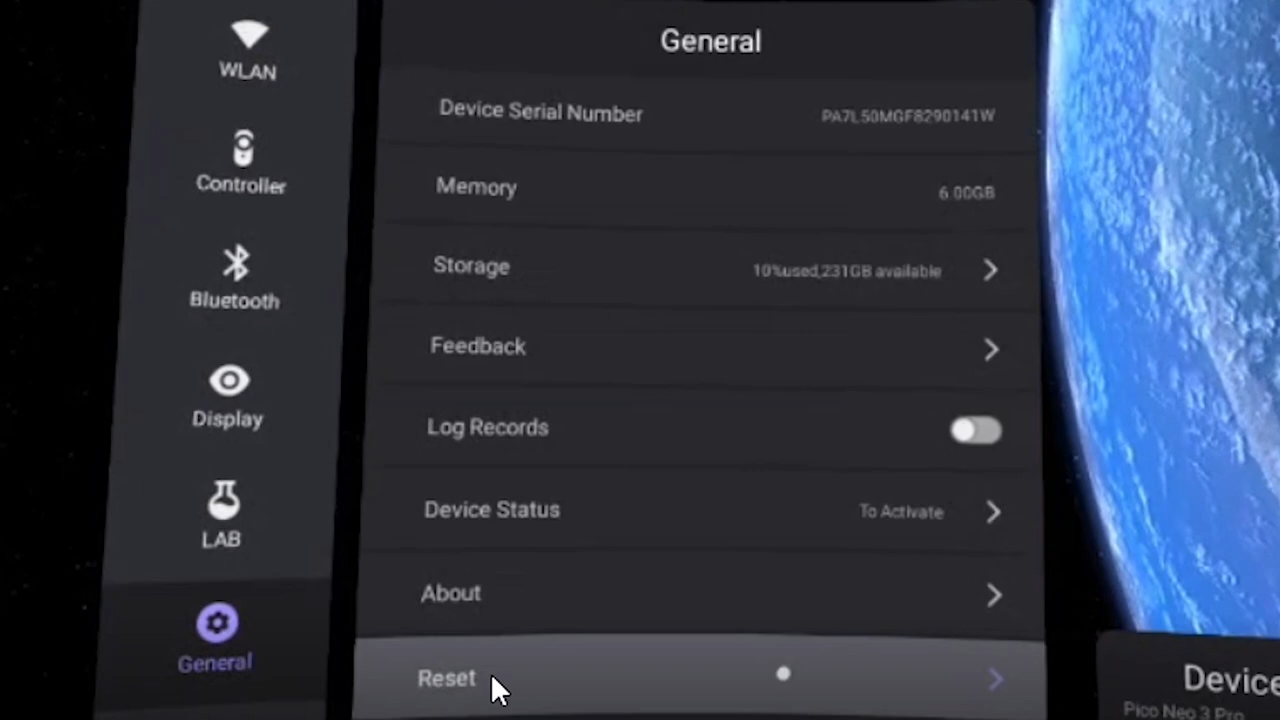 WLAN
Controller
Bluetooth
Display
LAB
General
General
Device Serial Number PA7L50MGF8290141W
Memory 6.00GB
Storage 10%used,231GB available
Feedback
Log Records
Device Status To Activate
About
Reset
Device
Pico Neo 3 Pro